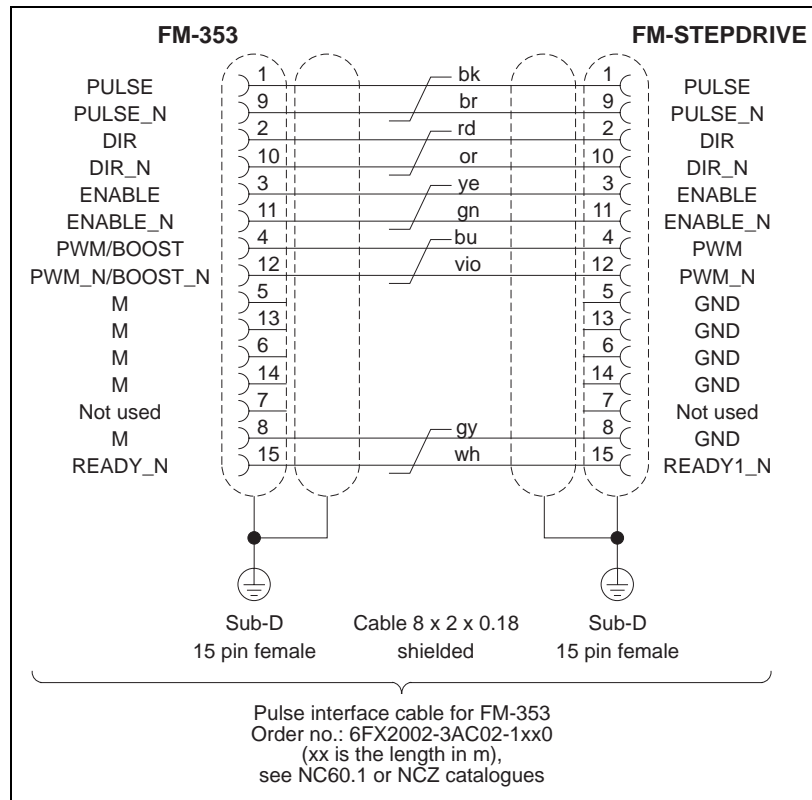 FM-353 FM-STEPDRIVE
PULSE 1 bk 1 PULSE
PULSE_N 9 br 9 PULSE_N
DIR 2 rd 2 DIR
DIR_N 10 or 10 DIR_N
ENABLE 3 ye 3 ENABLE
ENABLE_N 11 gn 11 ENABLE_N
PWM/BOOST 4 bu 4 PWM
PWM_N/BOOST_N 12 vio 12 PWM_N
M 5 5 GND
M 13 13 GND
M 6 6 GND
M 14 14 GND
Not used 7 7 Not used
M 8 gy 8 GND
READY_N 15 wh 15 READY1_N
Sub-D Cable 8 x 2 x 0.18 Sub-D
15 pin female shielded 15 pin female
Pulse interface cable for FM-353
Order no.: 6FX2002-3AC02-1xx0
(xx is the length in m),
see NC60.1 or NCZ catalogues